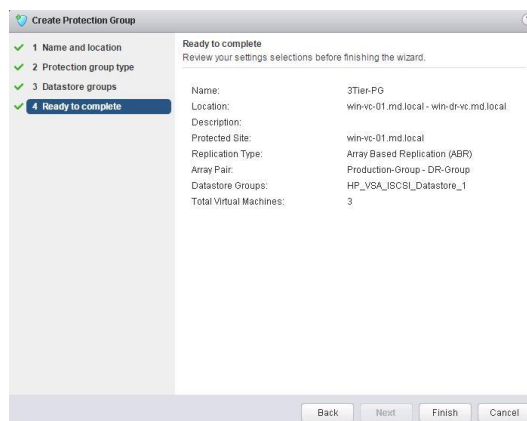 Create Protection Group
1 Name and location
2 Protection group type
3 Datastore groups
4 Ready to complete
Ready to complete
Review your settings selections before finishing the wizard.
Name: 3Tier-PG
Location: win-vc-01.md.local - win-dr-vc.md.local
Description:
Protected Site: win-vc-01.md.local
Replication Type: Array Based Replication (ABR)
Array Pair: Production-Group - DR-Group
Datastore Groups: HP_VSA_ISCSI_Datastore_1
Total Virtual Machines: 3
Back Next Finish Cancel